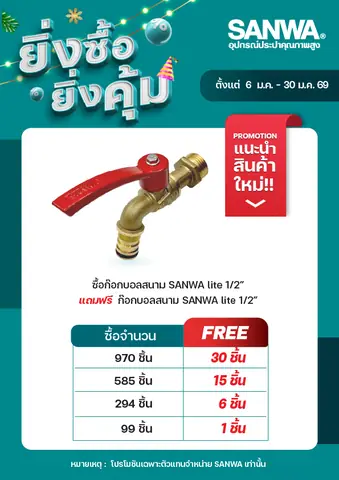 ยิ่งซื้อ
ยิ่งคุ้ม
SANWA®
อุปกรณ์ประปาคุณภาพสูง
ตั้งแต่ 6 ม.ค. - 30 ม.ค. 69
PROMOTION
แนะนำ
สินค้า
ใหม่!!
ซื้อก๊อกบอลสนาม SANWA lite 1/2”
แถมฟรี ก๊อกบอลสนาม SANWA lite 1/2”
ซื้อจำนวน FREE
970 ชิ้น 30 ชิ้น
585 ชิ้น 15 ชิ้น
294 ชิ้น 6 ชิ้น
99 ชิ้น 1 ชิ้น
หมายเหตุ : โปรโมชันเฉพาะตัวแทนจำหน่าย SANWA เท่านั้น